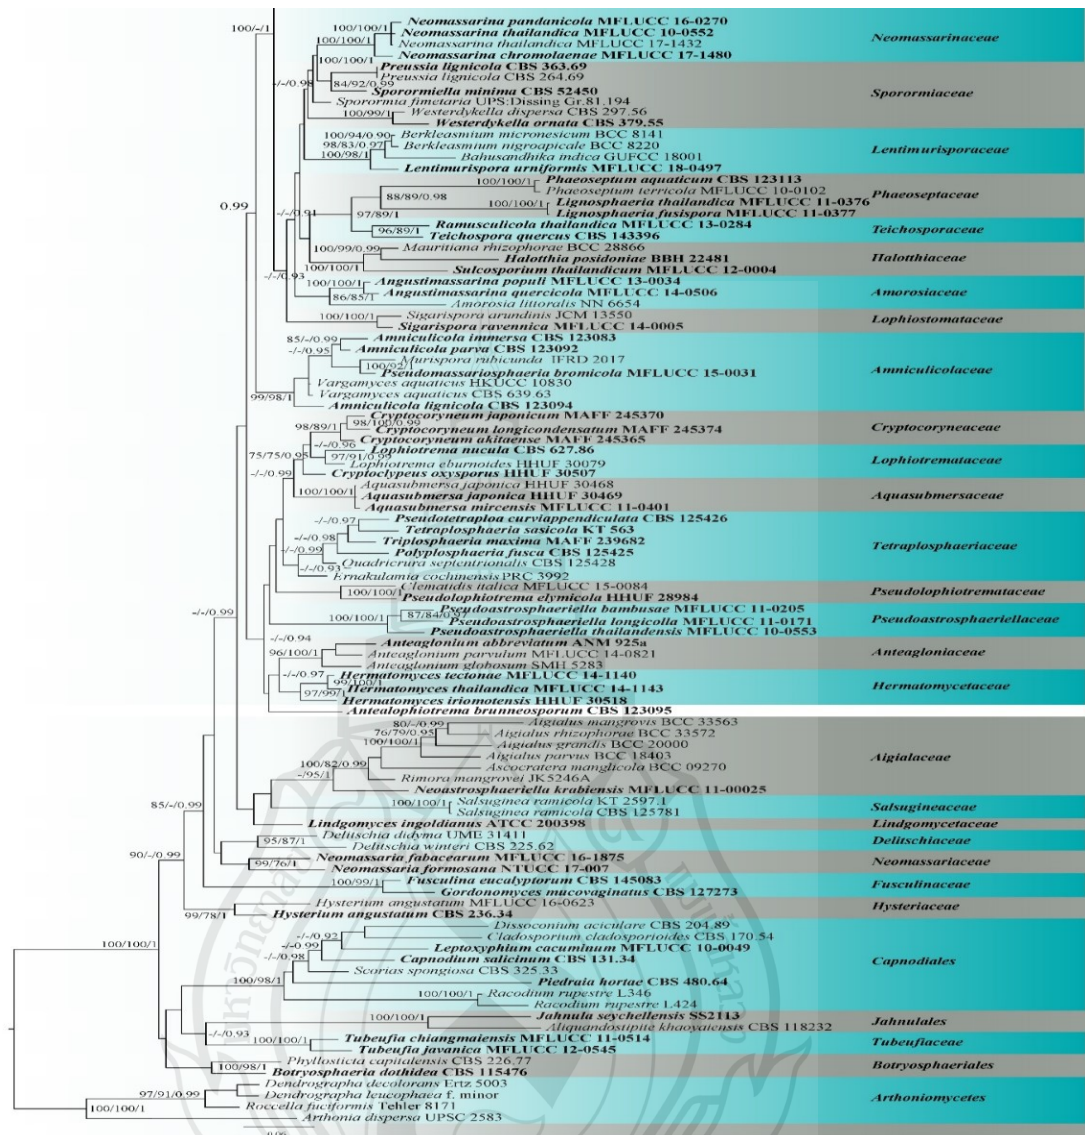 100/-/1
Neomassarina pandanicola MFLUCC 16-0270
100/100/1
Neomassarina thailandica MFLUCC 10-0552
Neomassarina thailandica MFLUCC 17-1432
Neomassarinaceae
100/100/1
Neomassarina chromolaenae MFLUCC 17-1480
Preussia lignicola CBS 363.69
-/-/0.98
Preussia lignicola CBS 264.69
84/92/0.99
Sporormiella minima CBS 52450
Sporormiaceae
Sporormia fimetaria UPS:Dissing Gr.81.194
Westerdykella dispersa CBS 297.56
100/99/1
Westerdykella ornata CBS 379.55
100/94/0.90
Berkleasmium micronesicum BCC 8141
98/83/0.97
Berkleasmium nigroapicale BCC 8220
Lentimurisporaceae
100/98/1
Bahusandhika indica GUFCC 18001
Lentimurispora urniformis MFLUCC 18-0497
100/100/1
Phaeoseptum aquaticum CBS 123113
Phaeoseptum terricola MFLUCC 10-0102
Phaeoseptaceae
88/89/0.98
100/100/1
Lignosphaeria thailandica MFLUCC 11-0376
0.99
-/-/0.91
Lignosphaeria fusispora MFLUCC 11-0377
97/89/1
Ramusculicola thailandica MFLUCC 13-0284
Teichosporaceae
96/89/1
Teichospora quercus CBS 143396
100/99/0.99
Mauritiana rhizophorae BCC 28866
Halotthia posidoniae BBH 22481
Halotthiaceae
100/100/1
Sulcosporium thailandicum MFLUCC 12-0004
-/-/0.93
Angustimassarina populi MFLUCC 13-0034
100/100/1
Angustimassarina quercicola MFLUCC 14-0506
Amorosiaceae
86/85/1
Amorosia littoralis NN 6654
100/100/1
Sigarispora arundinis JCM 13550
Lophiostomataceae
Sigarispora ravennica MFLUCC 14-0005
85/-/0.99
Amniculicola immersa CBS 123083
-/-/0.95
Amniculicola parva CBS 123092
Murispora rubicunda IFRD 2017
100/92/1
Pseudomassariosphaeria bromicola MFLUCC 15-0031
Amniculicolaceae
Vargamyces aquaticus HKUCC 10830
Vargamyces aquaticus CBS 639.63
99/98/1
Amniculicola lignicola CBS 123094
Cryptocoryneum japonicum MAFF 245370
98/89/1
98/100/0.99
Cryptocoryneum longicondensatum MAFF 245374
Cryptocoryneaceae
Cryptocoryneum akitaense MAFF 245365
-/-/0.96
Lophiotrema nucula CBS 627.86
75/75/0.95
97/91/0.99
Lophiotrema eburnoides HHUF 30079
Lophiotremataceae
-/-/0.99
Cryptoclypeus oxysporus HHUF 30507
Aquasubmersa japonica HHUF 30468
100/100/1
Aquasubmersa japonica HHUF 30469
Aquasubmersaceae
Aquasubmersa mircensis MFLUCC 11-0401
-/-/0.97
Pseudotetraploa curviappendiculata CBS 125426
Tetraplosphaeria sasicola KT 563
-/-/0.98
Triplosphaeria maxima MAFF 239682
Tetraplosphaeriaceae
-/-/0.99
Polyplosphaeria fusca CBS 125425
Quadricrura septentrionalis CBS 125428
-/-/0.93
Ernakulamia cochinensis PRC 3992
Clematidis italica MFLUCC 15-0084
100/100/1
Pseudolophiotrema elymicola HHUF 28984
Pseudolophiotremataceae
-/-/0.99
Pseudoastrosphaeriella bambusae MFLUCC 11-0205
100/100/1
87/84/0.97
Pseudoastrosphaeriella longicolla MFLUCC 11-0171
Pseudoastrosphaeriellaceae
Pseudoastrosphaeriella thailandensis MFLUCC 10-0553
-/-/0.94
Anteaglonium abbreviatum ANM 925a
96/100/1
Anteaglonium parvulum MFLUCC 14-0821
Anteagloniaceae
Anteaglonium globosum SMH 5283
-/-/0.97
Hermatomyces tectonae MFLUCC 14-1140
99/100/1
Hermatomyces thailandica MFLUCC 14-1143
Hermatomycetaceae
97/99/1
Hermatomyces iriomotensis HHUF 30518
Antealophiotrema brunneosporum CBS 123095
80/-/0.99
Aigialus mangrovis BCC 33563
76/79/0.95
Aigialus rhizophorae BCC 33572
100/100/1
Aigialus grandis BCC 20000
Aigialus parvus BCC 18403
Aigialaceae
100/82/0.99
Ascocratera manglicola BCC 09270
-/95/1
Rimora mangrovei JK5246A
Neoastrosphaeriella krabiensis MFLUCC 11-00025
85/-/0.99
100/100/1
Salsuginea ramicola KT 2597.1
Salsugineaceae
Salsuginea ramicola CBS 125781
Lindgomyces ingoldianus ATCC 200398
Lindgomycetaceae
95/87/1
Delitschia didyma UME 31411
Delitschiaceae
Delitschia winteri CBS 225.62
90/-/0.99
99/76/1
Neomassaria fabacearum MFLUCC 16-1875
Neomassariaceae
Neomassaria formosana NTUCC 17-007
100/99/1
Fusculina eucalyptorum CBS 145083
Fusculinaceae
Gordonomyces mucovaginatus CBS 127273
99/78/1
Hysterium angustatum MFLUCC 16-0623
Hysteriaceae
Hysterium angustatum CBS 236.34
Dissoconium aciculare CBS 204.89
-/-/0.92
Cladosporium cladosporioides CBS 170.54
100/100/1
-/-/0.99
Leptoxyphium cacuminum MFLUCC 10-0049
-/-/0.98
Capnodium salicinum CBS 131.34
Capnodiales
Scorias spongiosa CBS 325.33
100/98/1
Piedraia hortae CBS 480.64
100/100/1
Racodium rupestre L346
Racodium rupestre L424
100/100/1
Jahnula seychellensis SS2113
Jahnulales
Aliquandostipite khaoyaiensis CBS 118232
-/-/0.93
Tubeufia chiangmaiensis MFLUCC 11-0514
100/100/1
Tubeufiaceae
Tubeufia javanica MFLUCC 12-0545
100/98/1
Phyllosticta capitalensis CBS 226.77
Botryosphaeriales
Botryosphaeria dothidea CBS 115476
97/91/0.99
Dendrographa decolorans Ertz 5003
Dendrographa leucophaea f. minor
Arthoniomycetes
100/100/1
Roccella fuciformis Tehler 8171
Arthonia dispersa UPSC 2583
0.06